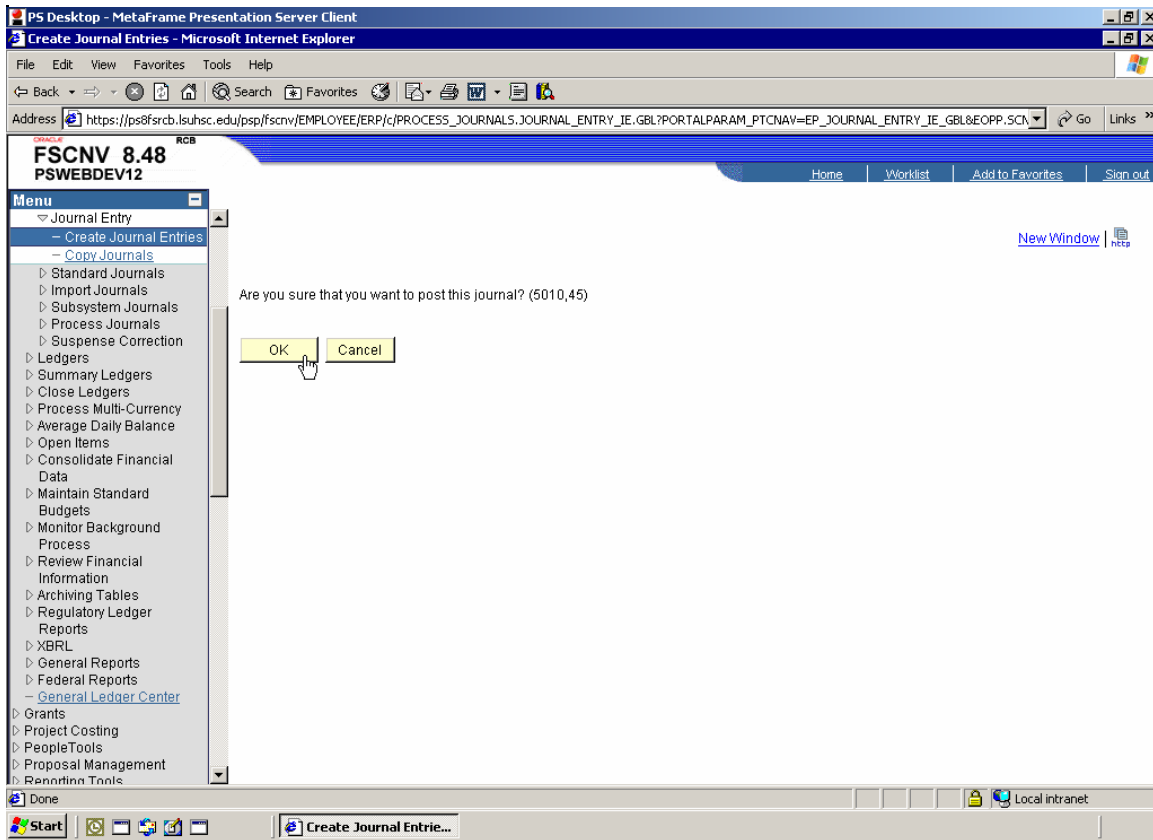 PS Desktop - MetaFrame Presentation Server Client
Create Journal Entries - Microsoft Internet Explorer
File Edit View Favorites Tools Help
Back Search Favorites
Address https://ps8fsrcb.lsuhsc.edu/psp/fscnv/EMPLOYEE/ERP/c/PROCESS_JOURNALS.JOURNAL_ENTRY_IE.GBL?PORTALPARAM_PTCNAV=EP_JOURNAL_ENTRY_IE_GBL&EOPP.SCN Go Links »
ORACLE RCB
FSCNV 8.48
PSWEBDEV12
Home Worklist Add to Favorites Sign out
Menu
Journal Entry
– Create Journal Entries
– Copy Journals
Standard Journals
Import Journals
Subsystem Journals
Process Journals
Suspense Correction
Ledgers
Summary Ledgers
Close Ledgers
Process Multi-Currency
Average Daily Balance
Open Items
Consolidate Financial
Data
Maintain Standard
Budgets
Monitor Background
Process
Review Financial
Information
Archiving Tables
Regulatory Ledger
Reports
XBRL
General Reports
Federal Reports
– General Ledger Center
Grants
Project Costing
PeopleTools
Proposal Management
Reporting Tools
New Window http
Are you sure that you want to post this journal? (5010,45)
OK Cancel
Done Local intranet
Start Create Journal Entrie...